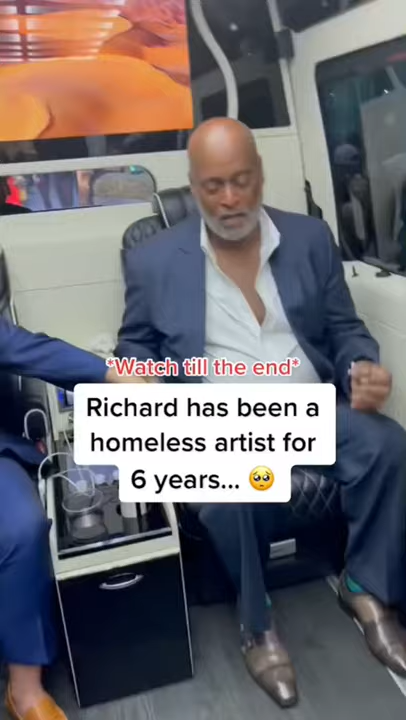 *Watch till the end*
Richard has been a
homeless artist for
6 years... 🥺